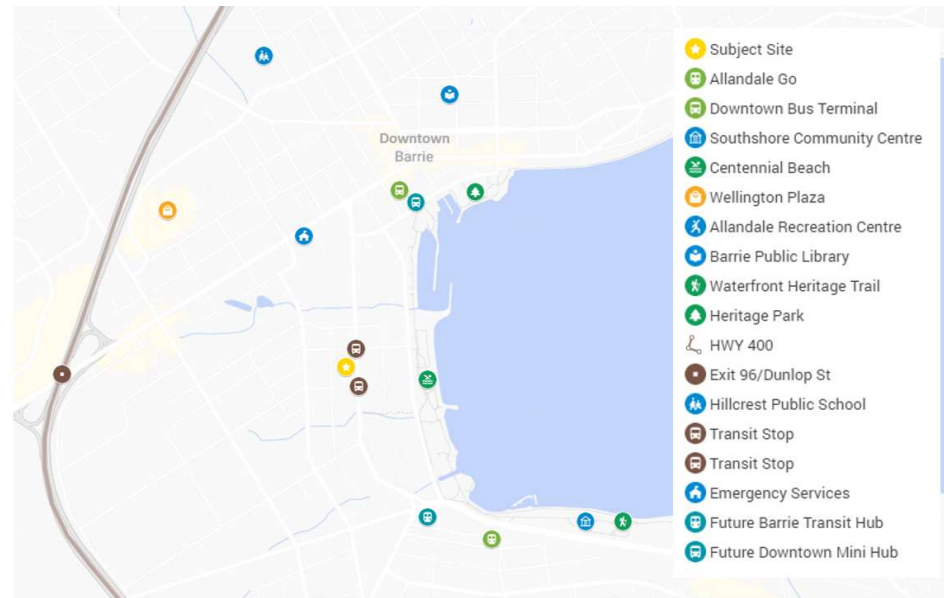 Downtown
Barrie
Subject Site
Allandale Go
Downtown Bus Terminal
Southshore Community Centre
Centennial Beach
Wellington Plaza
Allandale Recreation Centre
Barrie Public Library
Waterfront Heritage Trail
Heritage Park
HWY 400
Exit 96/Dunlop St
Hillcrest Public School
Transit Stop
Transit Stop
Emergency Services
Future Barrie Transit Hub
Future Downtown Mini Hub